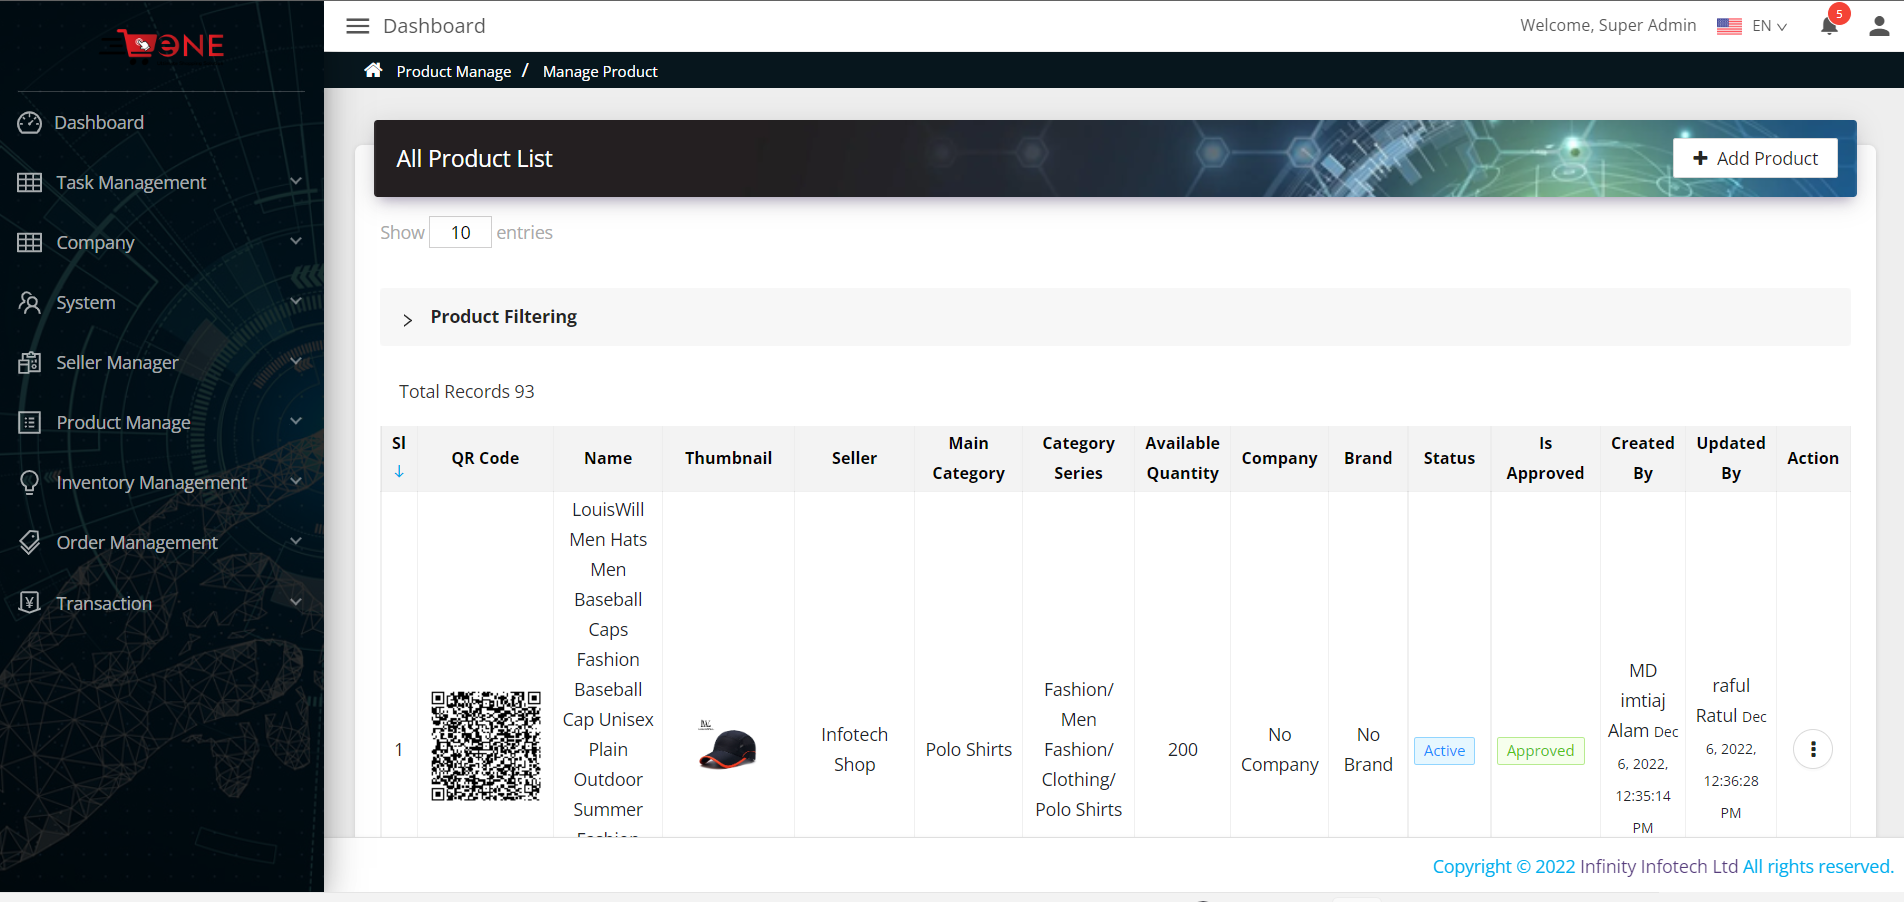 ONE
Dashboard
Task Management
Company
System
Seller Manager
Product Manage
Inventory Management
Order Management
Transaction
Dashboard
Welcome, Super Admin
EN
5
Product Manage / Manage Product
All Product List
Add Product
Show 10 entries
Product Filtering
Total Records 93
Sl
QR Code
Name
Thumbnail
Seller
Main
Category
Category
Series
Available
Quantity
Company
Brand
Status
Is
Approved
Created
By
Updated
By
Action
1
LouisWill
Men Hats
Men
Baseball
Caps
Fashion
Baseball
Cap Unisex
Plain
Outdoor
Summer
Fashion
Infotech
Shop
Polo Shirts
Fashion/
Men
Fashion/
Clothing/
Polo Shirts
200
No
Company
No
Brand
Active
Approved
MD
imtiaj
Alam Dec
6, 2022,
12:35:14
PM
raful
Ratul Dec
6, 2022,
12:36:28
PM
Copyright © 2022 Infinity Infotech Ltd All rights reserved.